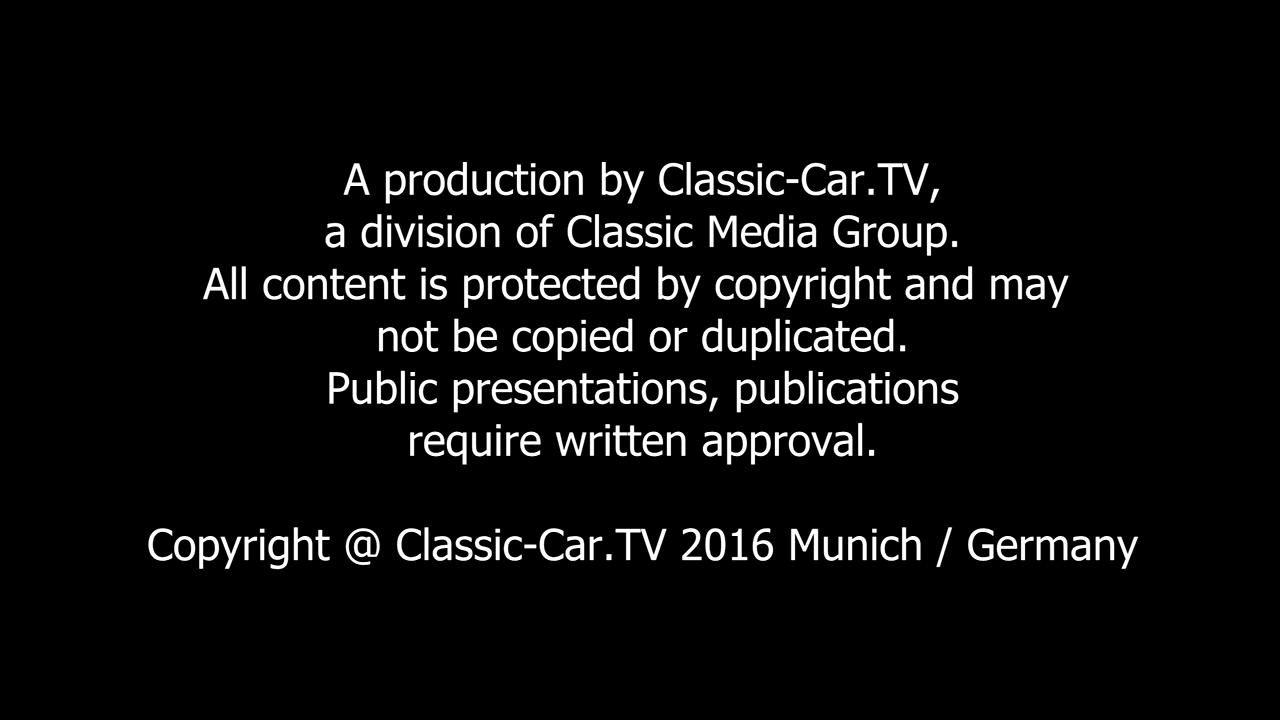 A production by Classic-Car.TV,
a division of Classic Media Group.
All content is protected by copyright and may
not be copied or duplicated.
Public presentations, publications
require written approval.
Copyright @ Classic-Car.TV 2016 Munich / Germany